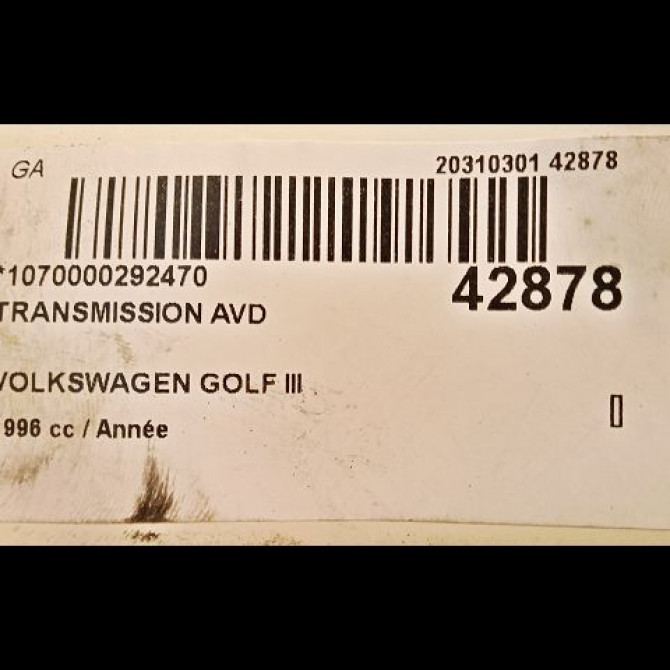 GA 20310301 42878
*1070000292470 42878
TRANSMISSION AVD
VOLKSWAGEN GOLF III
996 cc / Année